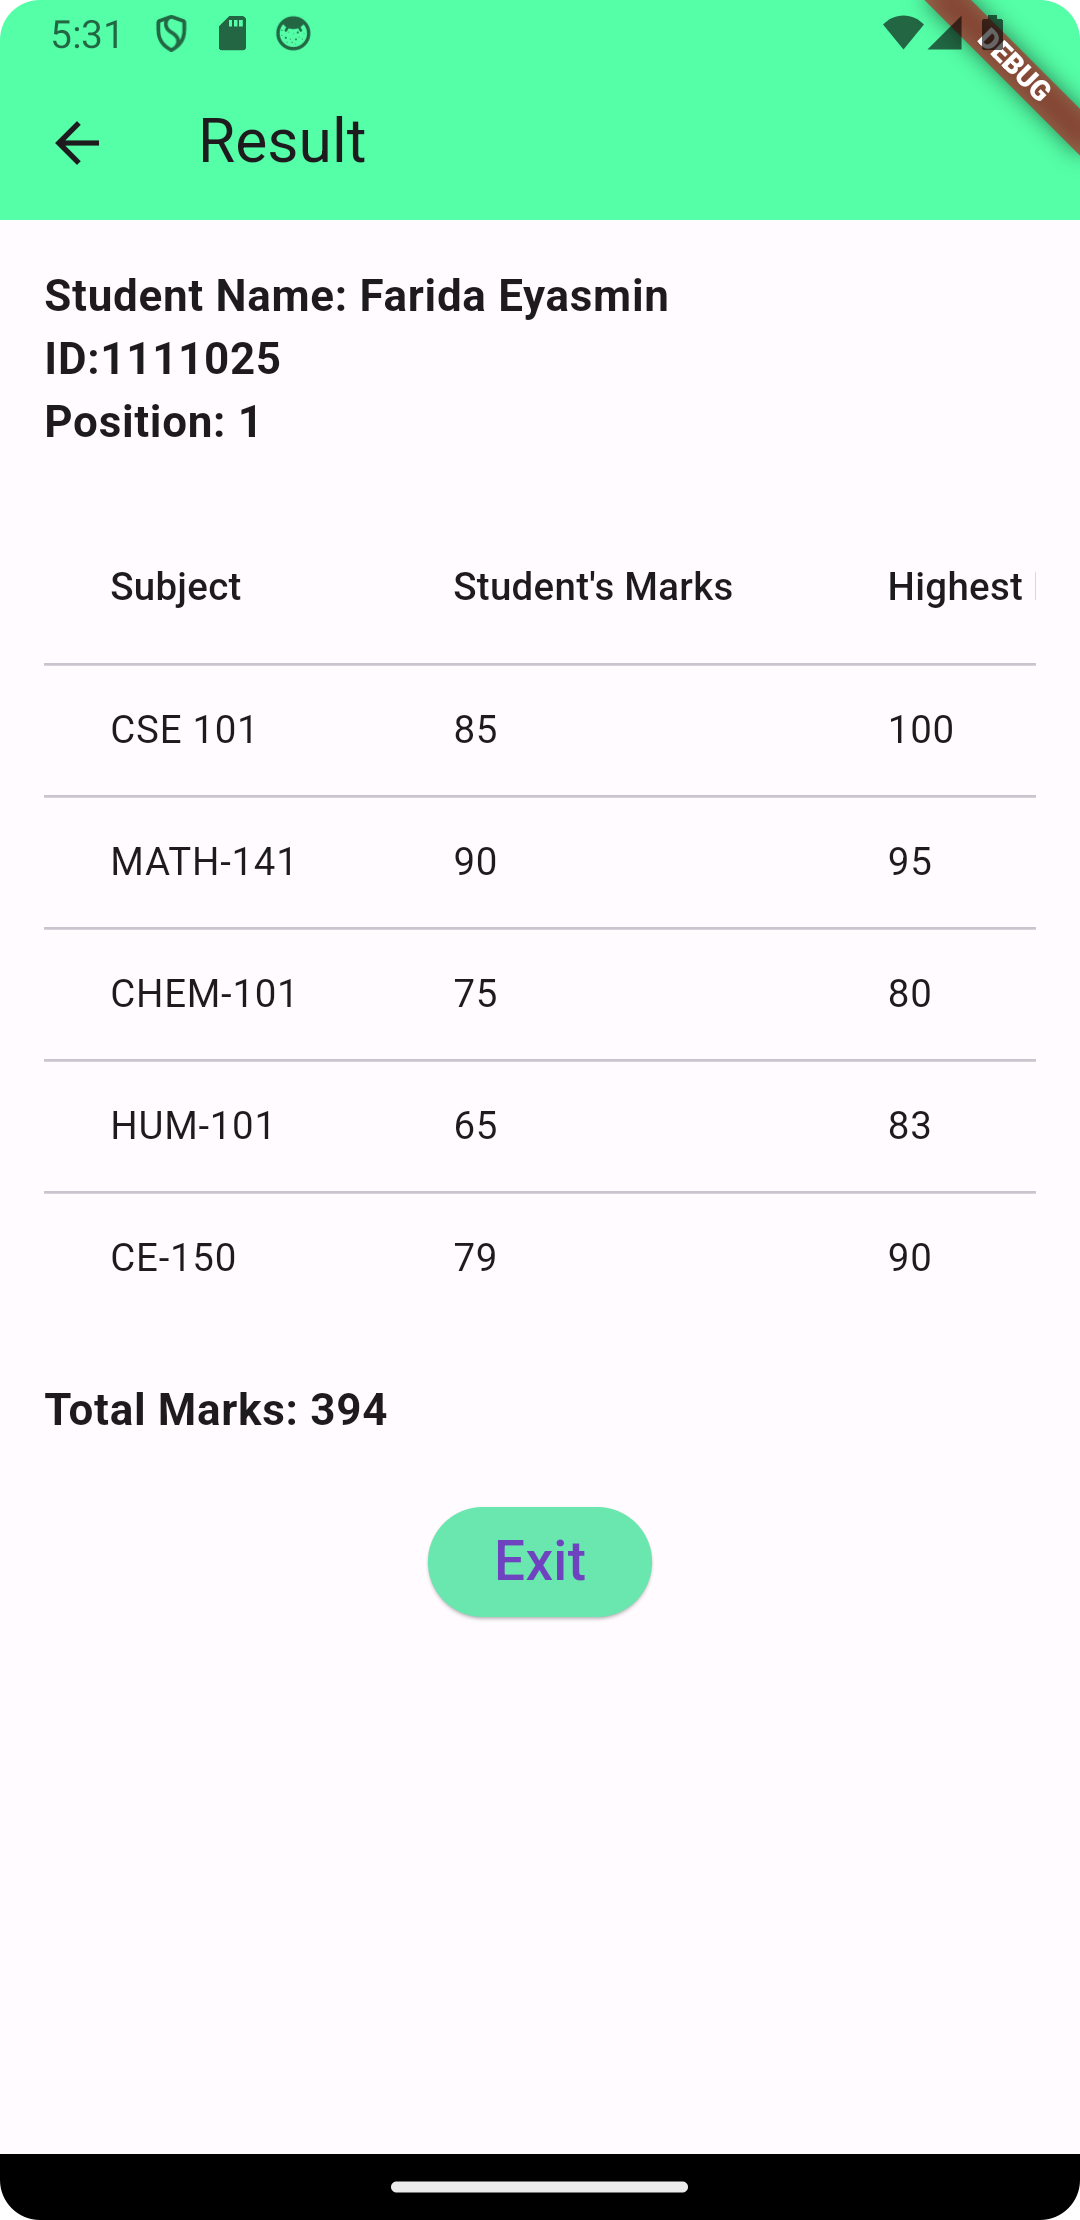 5:31
DEBUG
Result
Student Name: Farida Eyasmin
ID:1111025
Position: 1
Subject Student's Marks Highest
CSE 101 85 100
MATH-141 90 95
CHEM-101 75 80
HUM-101 65 83
CE-150 79 90
Total Marks: 394
Exit